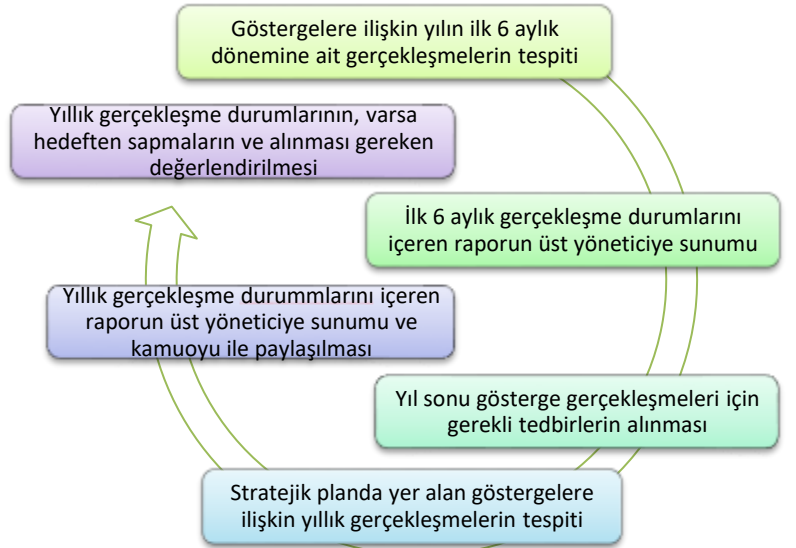 Göstergelere ilişkin yılın ilk 6 aylık
dönemine ait gerçekleşmelerin tespiti
İlk 6 aylık gerçekleşme durumlarını
içeren raporun üst yöneticiye sunumu
Yıl sonu gösterge gerçekleşmeleri için
gerekli tedbirlerin alınması
Stratejik planda yer alan göstergelere
ilişkin yıllık gerçekleşmelerin tespiti
Yıllık gerçekleşme durummlarını içeren
raporun üst yöneticiye sunumu ve
kamuoyu ile paylaşılması
Yıllık gerçekleşme durumlarının, varsa
hedeften sapmaların ve alınması gereken
değerlendirilmesi